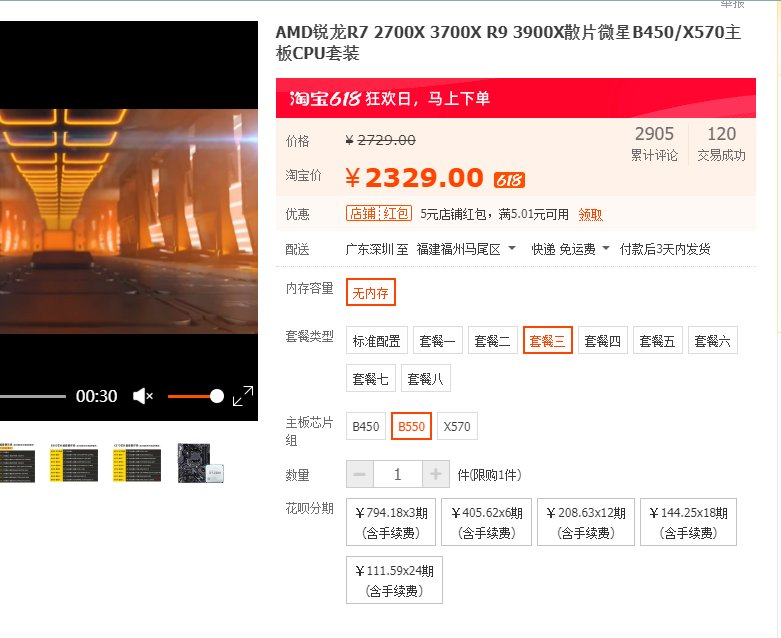 AMD锐龙R7 2700X 3700X R9 3900X散片微星B450/X570主
板CPU套装
淘宝618 狂欢日，马上下单
价格 ¥ 2729.00
2905 累计评论
120 交易成功
淘宝价 ¥ 2329.00 618
优惠 店铺 红包 5元店铺红包，满5.01元可用 领取
配送 广东深圳 至 福建福州马尾区 快递 免运费 付款后3天内发货
内存容量 无内存
套餐类型 标准配置 套餐一 套餐二 套餐三 套餐四 套餐五 套餐六
套餐七 套餐八
主板芯片
组
B450 B550 X570
数量 1 件(限购1件)
花呗分期
¥794.18x3期
(含手续费)
¥405.62x6期
(含手续费)
¥208.63x12期
(含手续费)
¥144.25x18期
(含手续费)
¥111.59x24期
(含手续费)
00:30